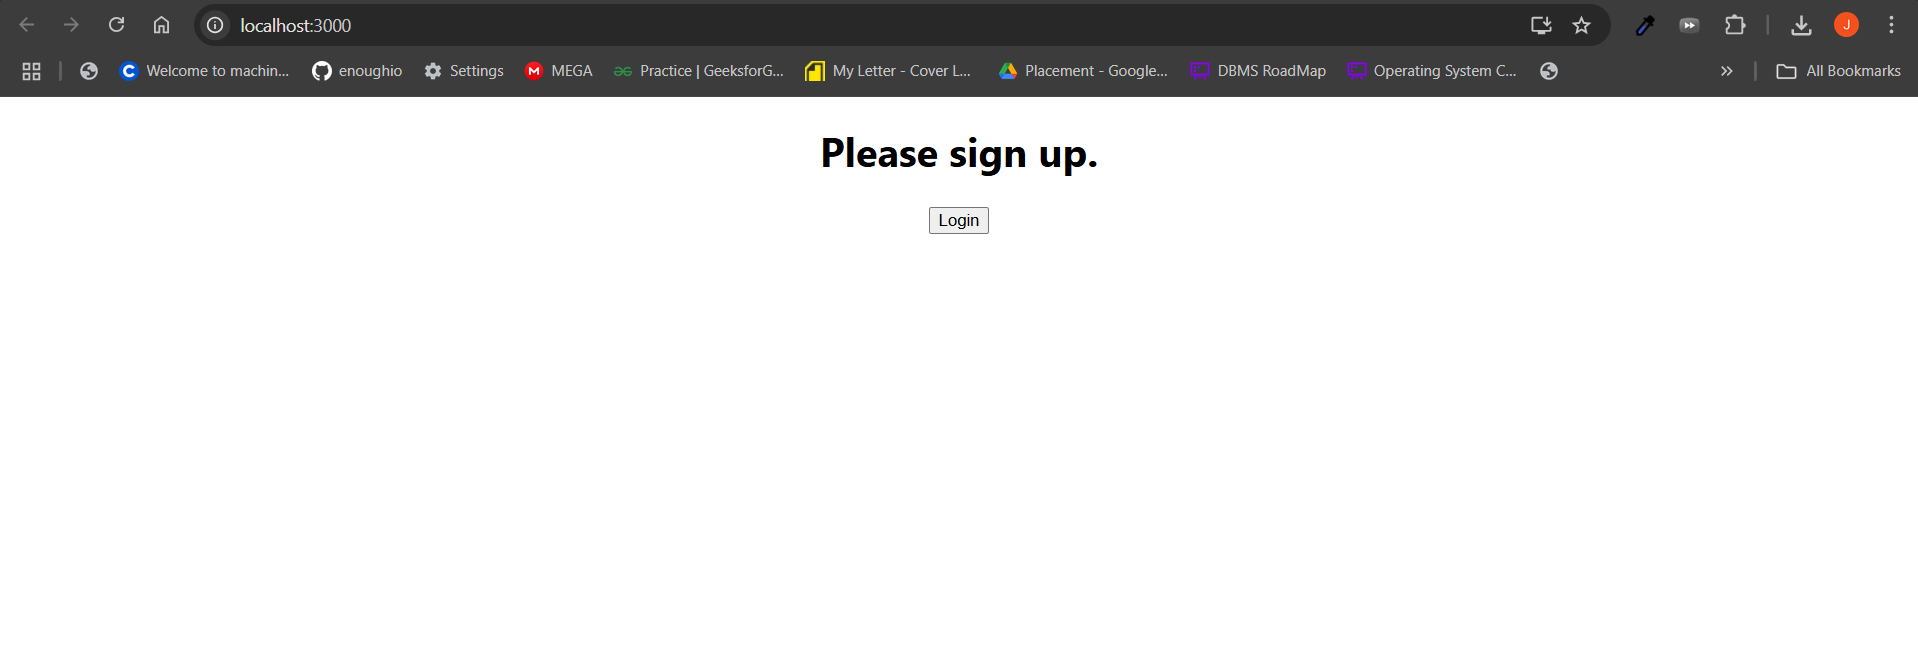 localhost:3000
J
Welcome to machin...
enoughio
Settings
MEGA
Practice | GeeksforG...
My Letter - Cover L...
Placement - Google...
DBMS RoadMap
Operating System C...
All Bookmarks
Please sign up.
Login